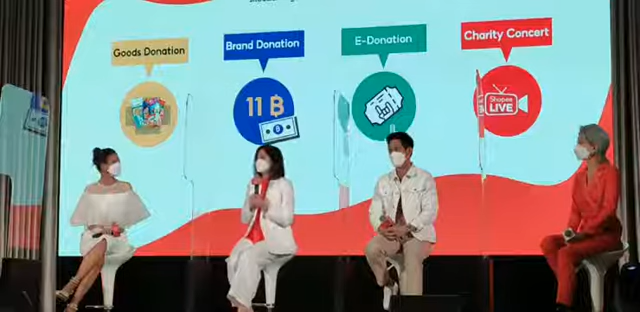 Goods Donation
Brand Donation
E-Donation
Charity Concert
11 ฿
Shopee
LIVE